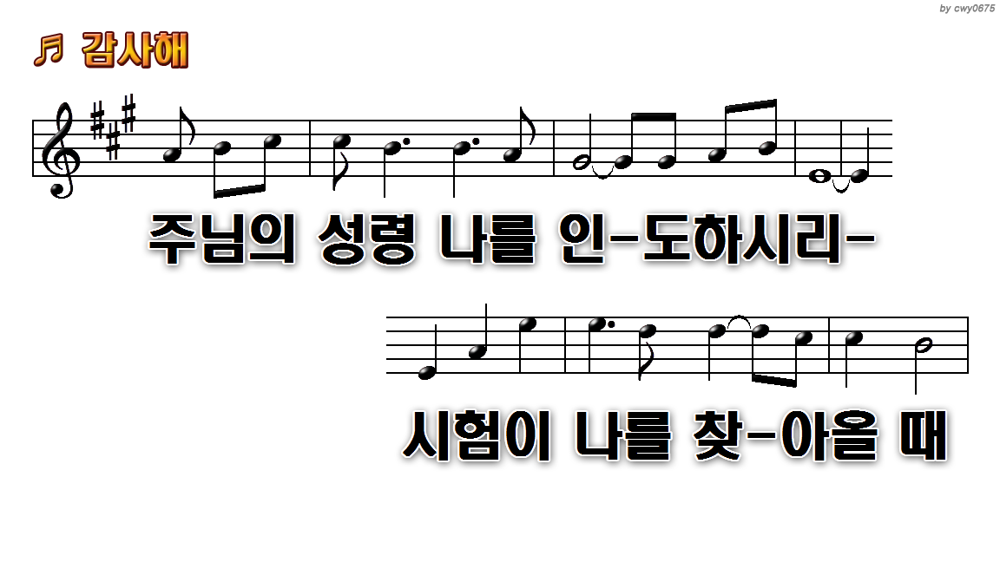 by cwy0675
♬ 감사해
주님의 성령 나를 인-도하시리-
시험이 나를 찾-아올 때